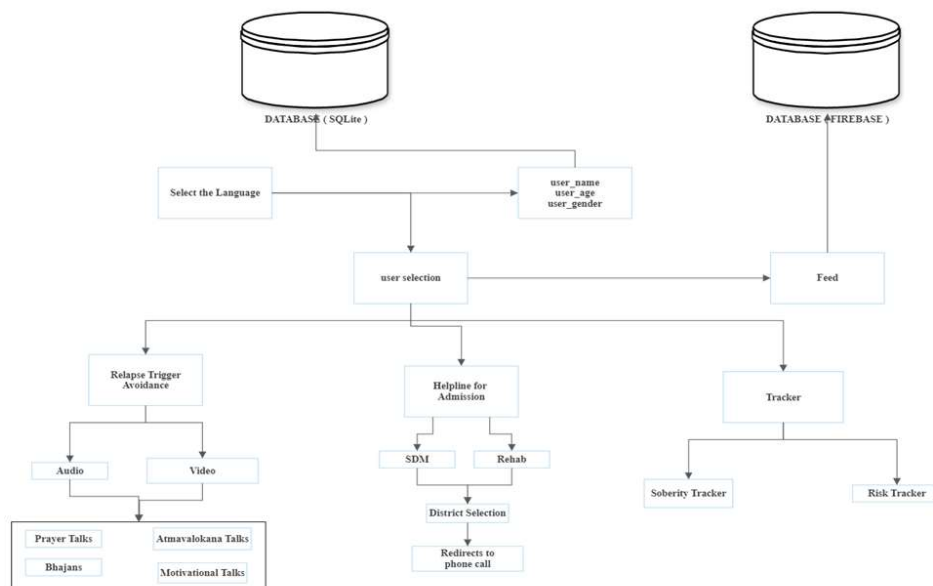 DATABASE ( SQLite )
DATABASE ( FIREBASE )
Select the Language
user_name
user_age
user_gender
user selection
Feed
Relapse Trigger
Avoidance
Helpline for
Admission
Tracker
Audio
Video
SDM
Rehab
Soberity Tracker
Risk Tracker
District Selection
Prayer Talks
Atmavalokana Talks
Bhajans
Motivational Talks
Redirects to
phone call